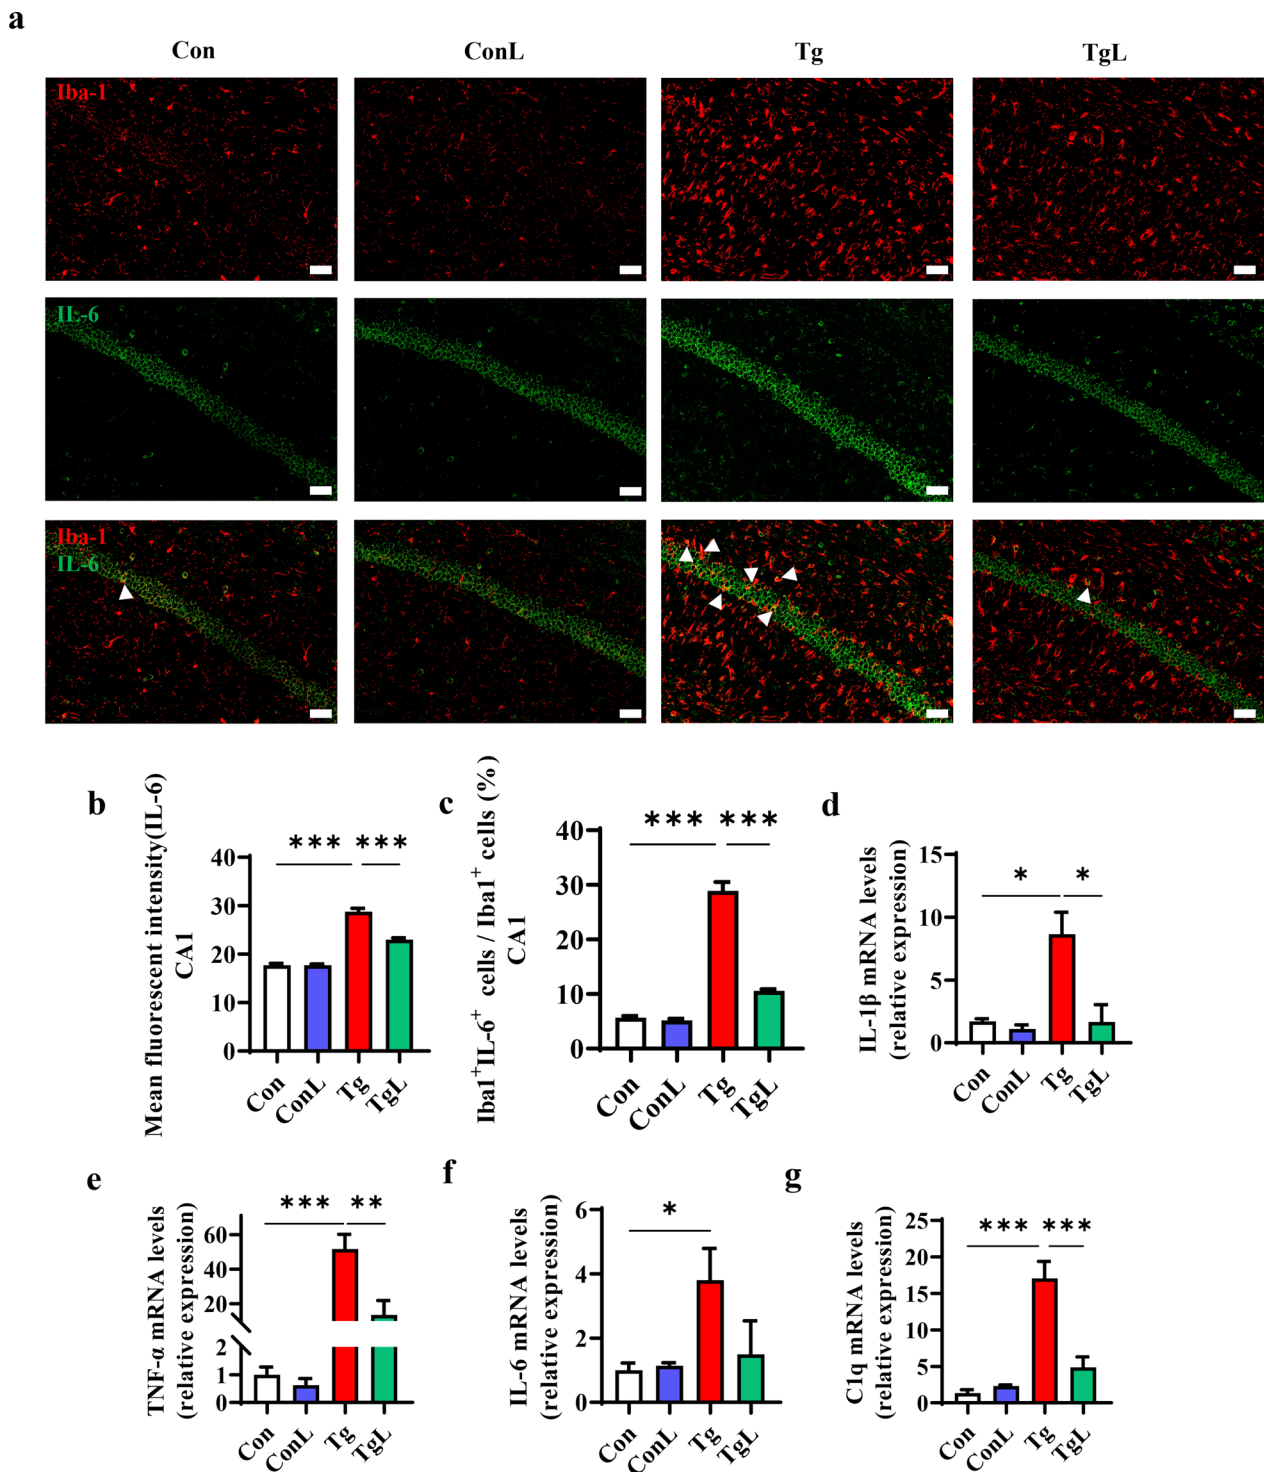 a
Con ConL Tg TgL
Iba-1
IL-6
Iba-1
IL-6
b
Mean fluorescent intensity(IL-6)
CA1
*** ***
40
30
20
10
0
Con ConL Tg TgL
c
Iba1+IL-6+ cells / Iba1+ cells (%)
CA1
*** ***
40
30
20
10
0
Con ConL Tg TgL
d
IL-1β mRNA levels
(relative expression)
* *
15
10
5
0
Con ConL Tg TgL
e
TNF-α mRNA levels
(relative expression)
*** **
60
40
20
2
1
0
Con ConL Tg TgL
f
IL-6 mRNA levels
(relative expression)
*
6
4
2
0
Con ConL Tg TgL
g
C1q mRNA levels
(relative expression)
*** ***
25
20
15
10
5
0
Con ConL Tg TgL